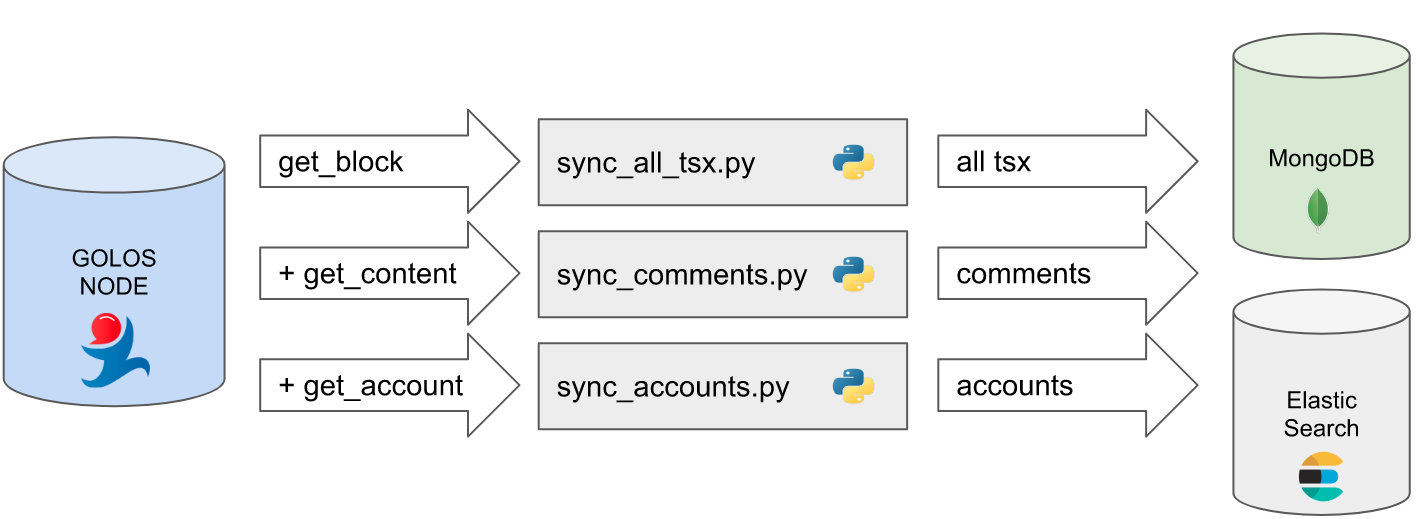 GOLOS
NODE
get_block
sync_all_tsx.py
all tsx
+ get_content
sync_comments.py
comments
+ get_account
sync_accounts.py
accounts
MongoDB
Elastic
Search